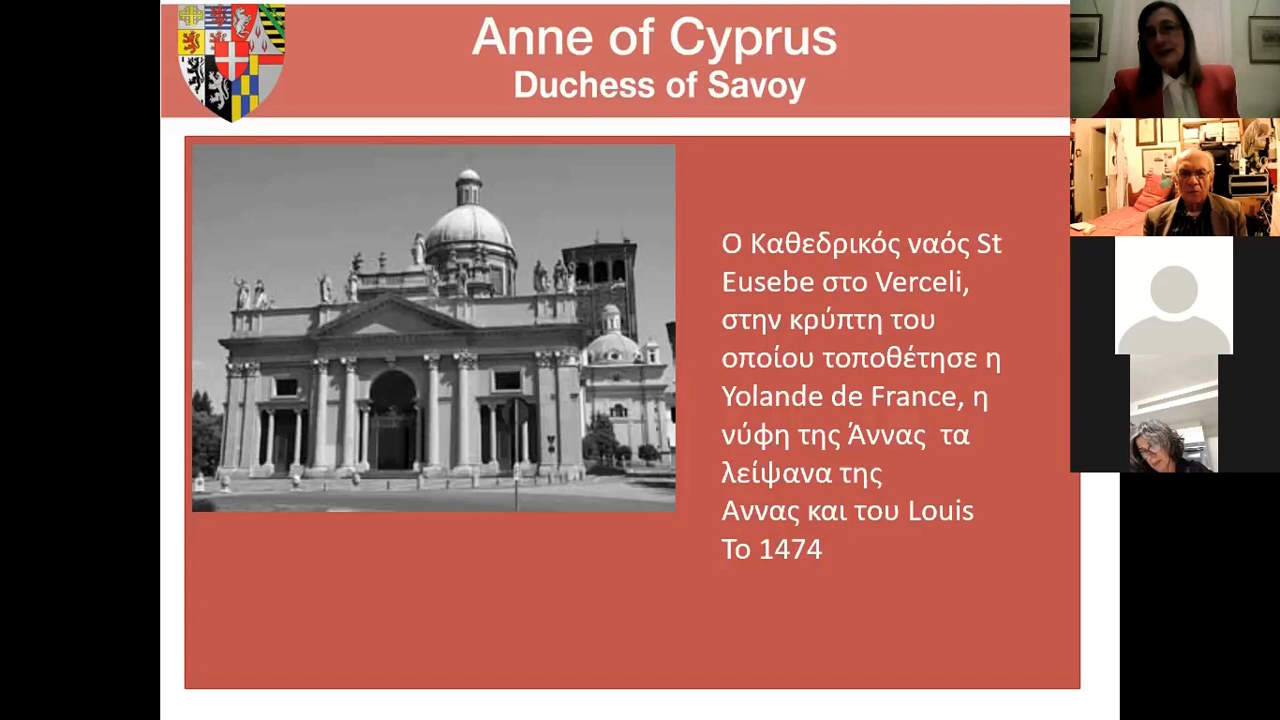 Anne of Cyprus
Duchess of Savoy
Ο Καθεδρικός ναός St
Eusebe στο Verceli,
στην κρύπτη του
οποίου τοποθέτησε η
Yolande de France, η
νύφη της Άννας  τα
λείψανα της
Αννας και του Louis
Το 1474